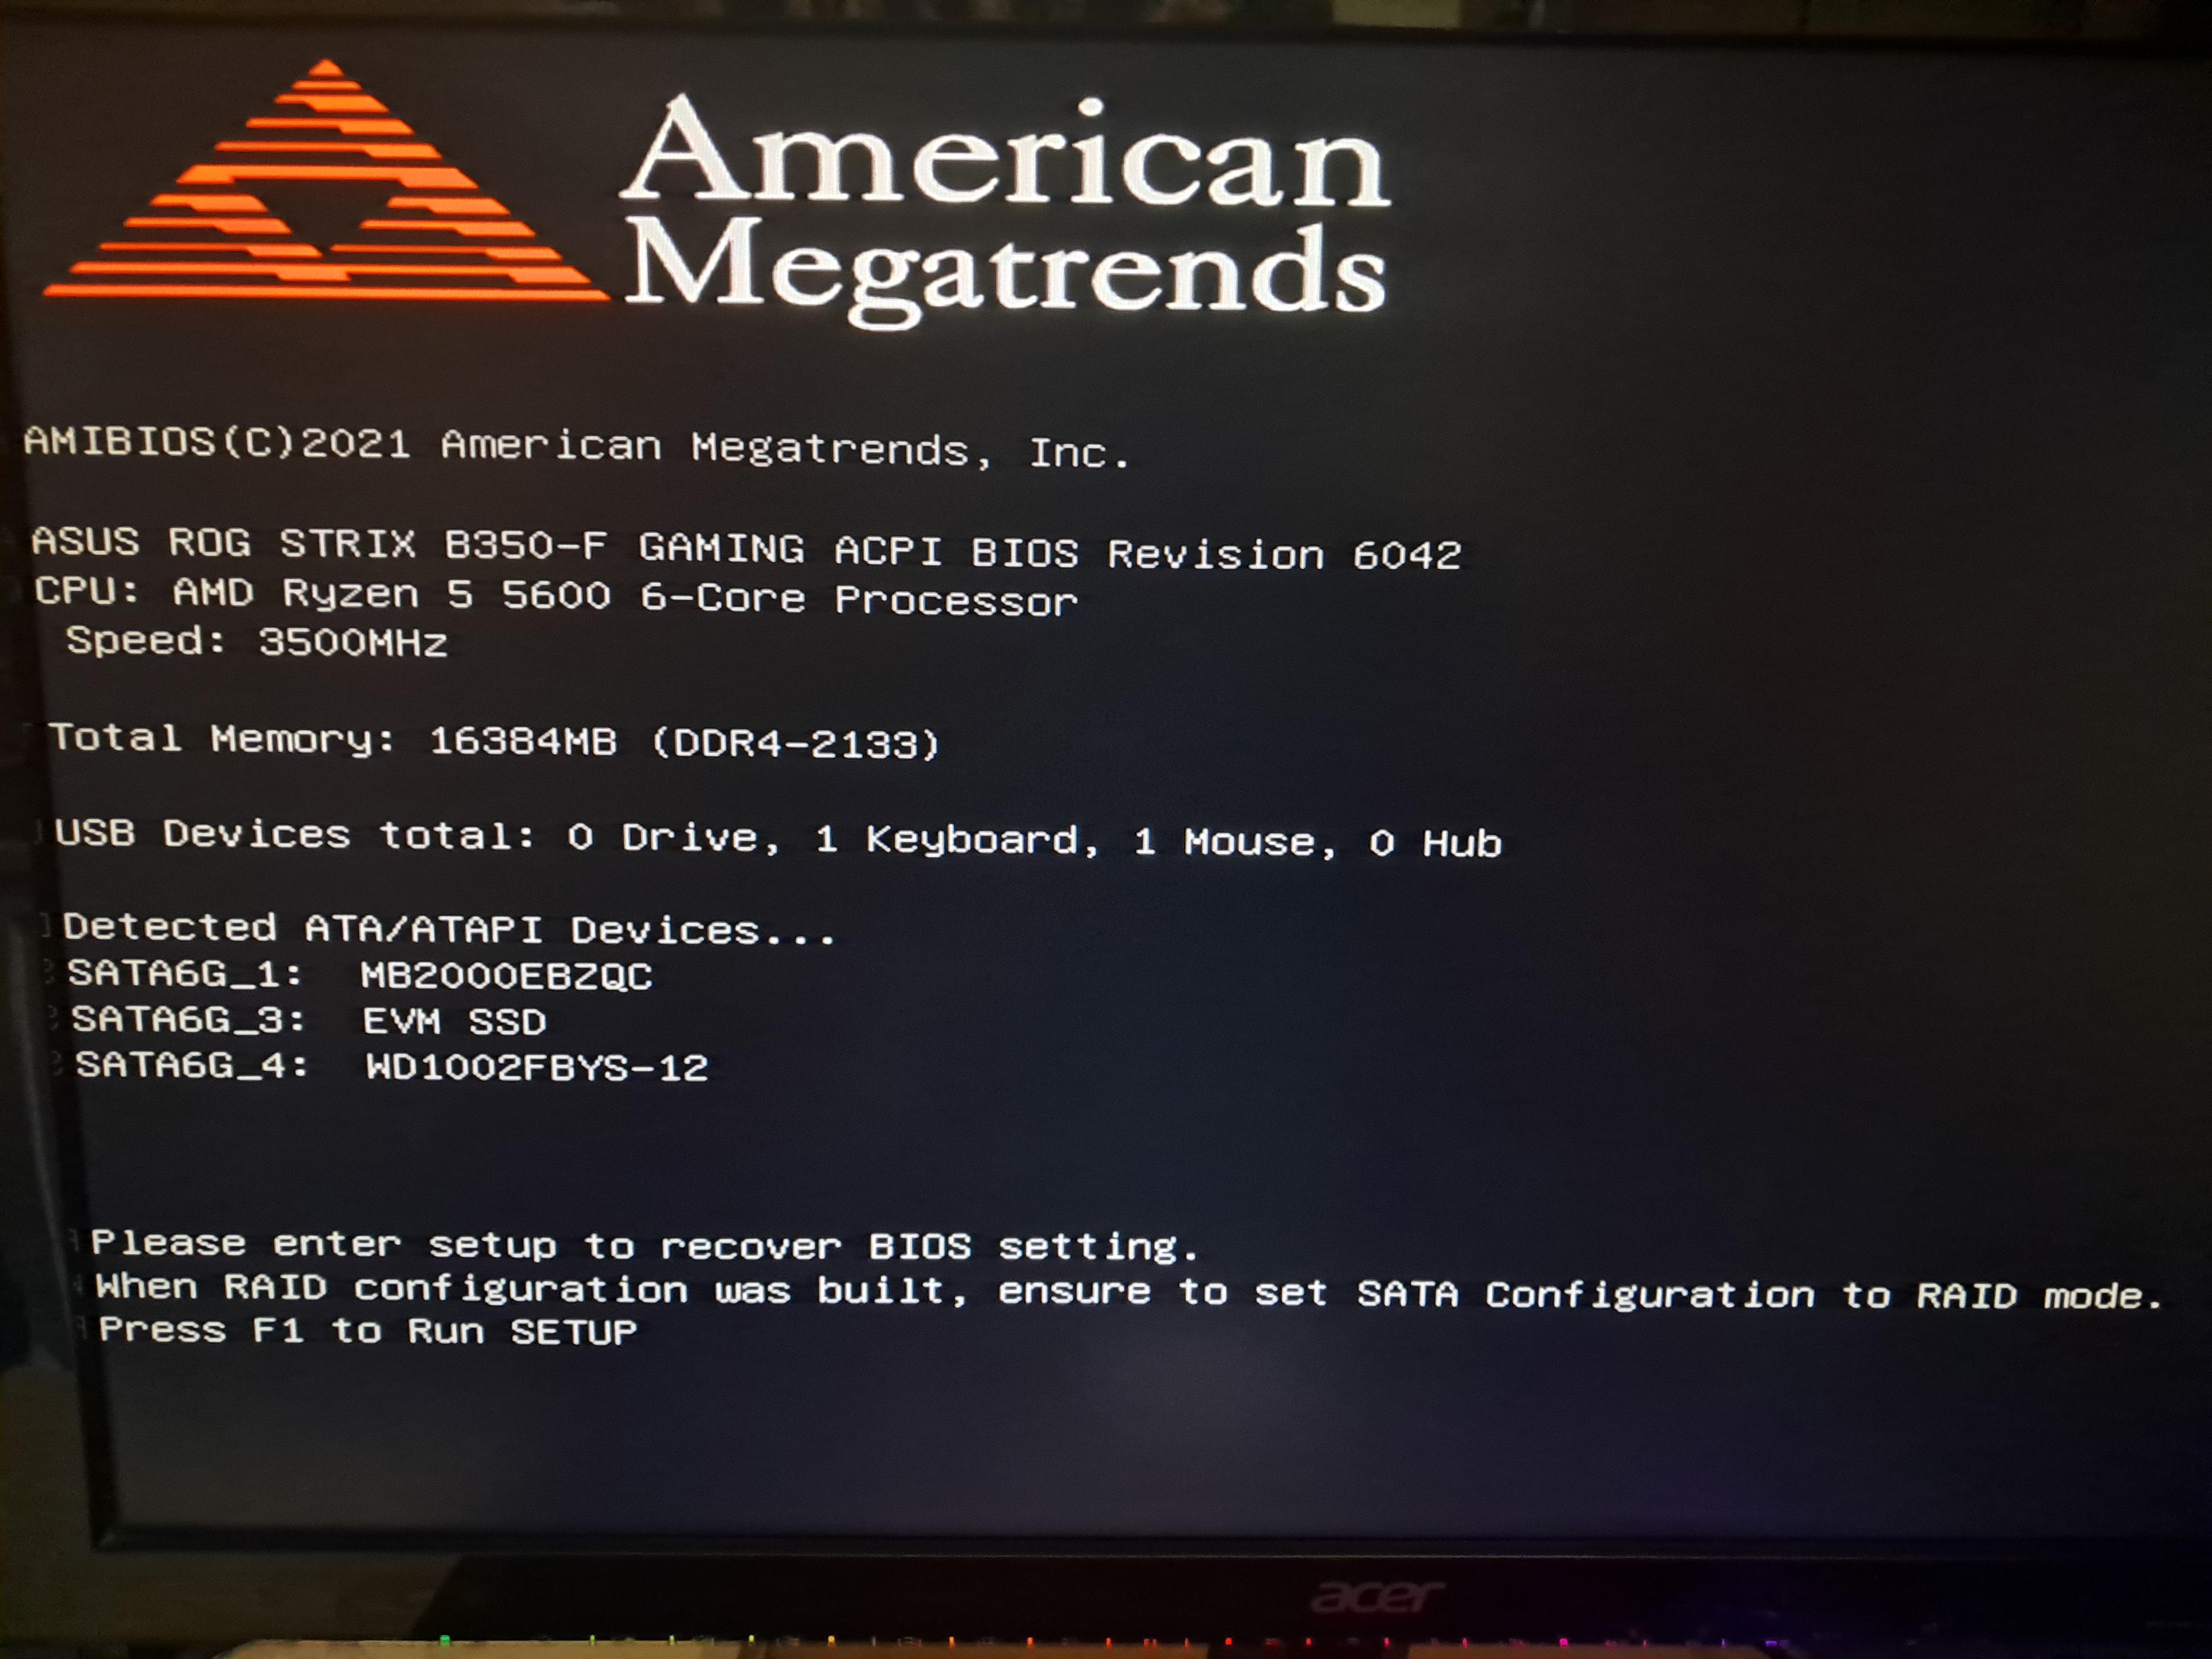 American
Megatrends
AMIBIOS(C)2021 American Megatrends, Inc.
ASUS ROG STRIX B350-F GAMING ACPI BIOS Revision 6042
CPU: AMD Ryzen 5 5600 6-Core Processor
Speed: 3500MHz
Total Memory: 16384MB (DDR4-2133)
USB Devices total: 0 Drive, 1 Keyboard, 1 Mouse, 0 Hub
Detected ATA/ATAPI Devices...
SATA6G_1: MB2000EBZQC
SATA6G_3: EVM SSD
SATA6G_4: WD1002FBYS-12
Please enter setup to recover BIOS setting.
When RAID configuration was built, ensure to set SATA Configuration to RAID mode.
Press F1 to Run SETUP
acer